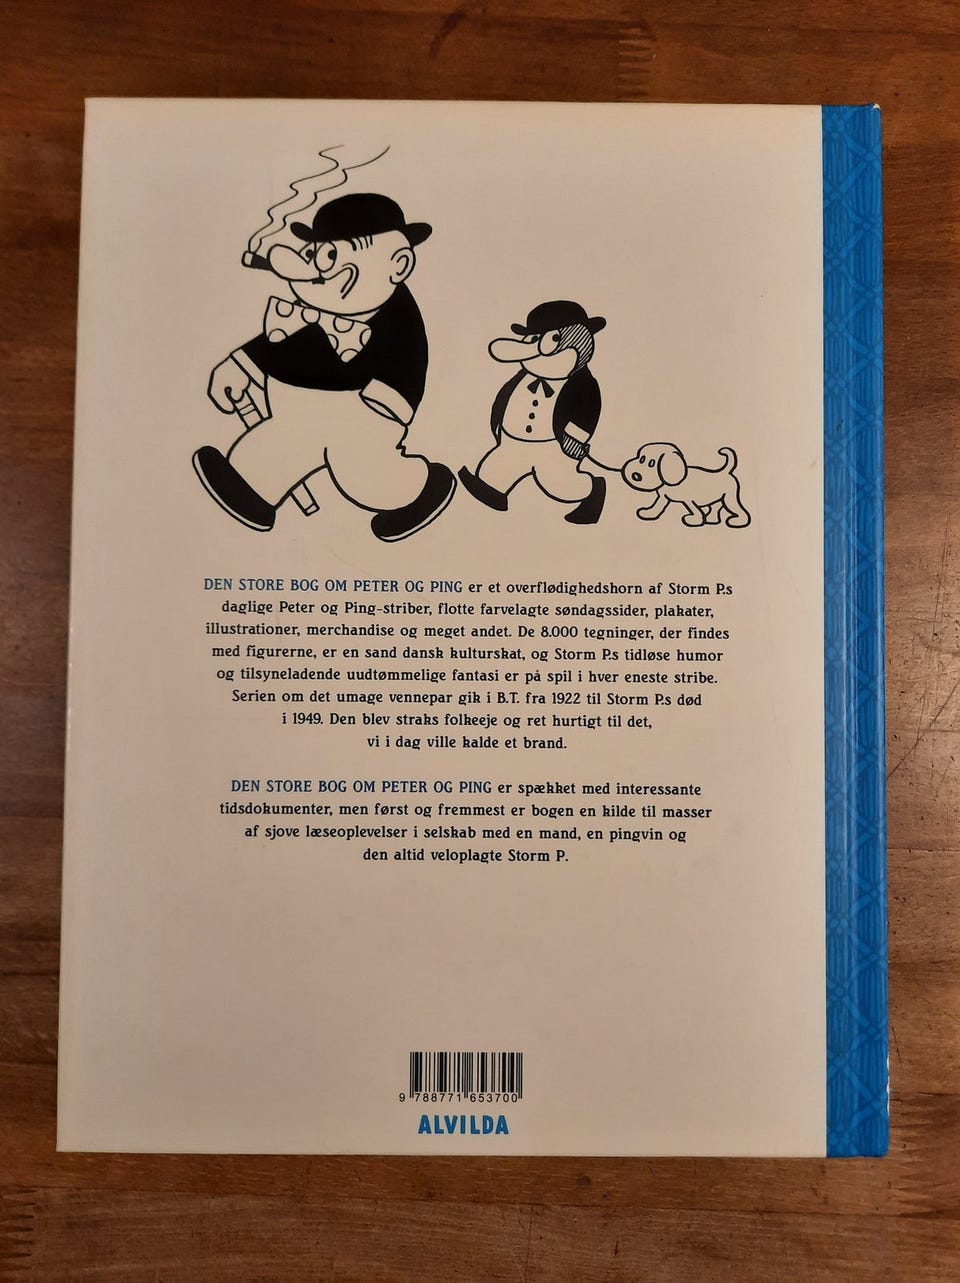 DEN STORE BOG OM PETER OG PING er et overflødighedshorn af Storm P.s
daglige Peter og Ping-striber, flotte farvelagte søndagssider, plakater,
illustrationer, merchandise og meget andet. De 8.000 tegninger, der findes
med figurerne, er en sand dansk kulturskat, og Storm P.s tidløse humor
og tilsyneladende uudtømmelige fantasi er på spil i hver eneste stribe.
Serien om det umage vennepar gik i B.T. fra 1922 til Storm P.s død
i 1949. Den blev straks folkeeje og ret hurtigt til det,
vi i dag ville kalde et brand.
DEN STORE BOG OM PETER OG PING er spækket med interessante
tidsdokumenter, men først og fremmest er bogen en kilde til masser
af sjove læseoplevelser i selskab med en mand, en pingvin og
den altid veloplagte Storm P.
9 788771 653700
ALVILDA